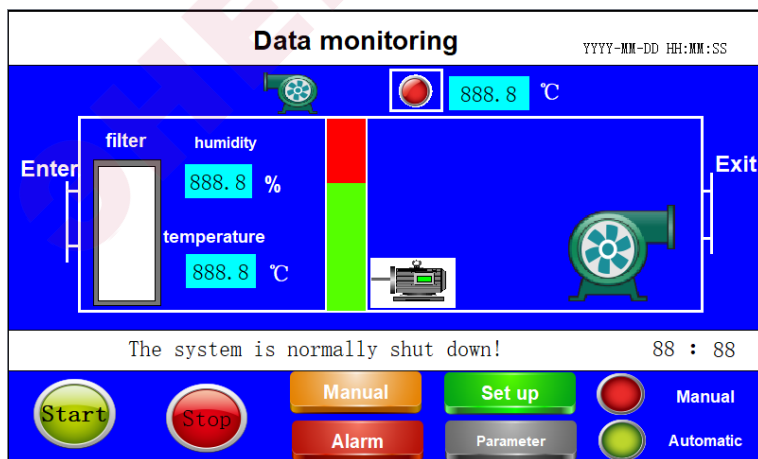 Data monitoring
YYYY-MM-DD HH:MM:SS
888.8 ℃
filter
humidity
Enter
888.8 %
Exit
temperature
888.8 ℃
The system is normally shut down!
88 : 88
Start
Stop
Manual
Set up
Manual
Alarm
Parameter
Automatic